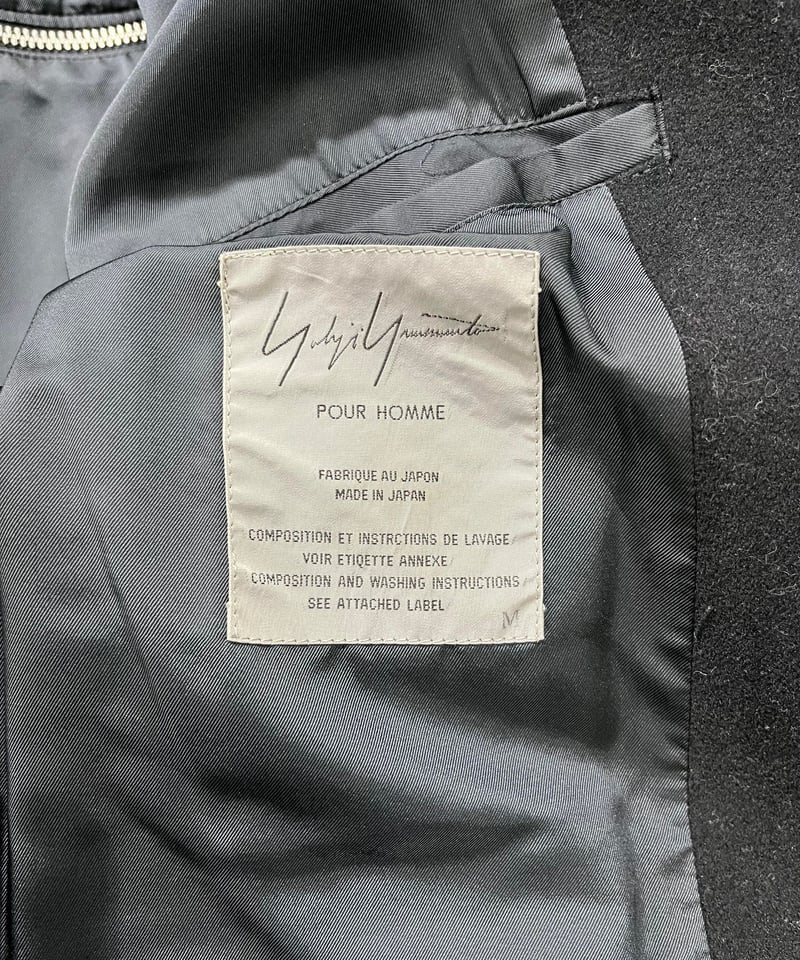 Yohji Yamamoto
POUR HOMME
FABRIQUE AU JAPON
MADE IN JAPAN
COMPOSITION ET INSTRCTIONS DE LAVAGE/
VOIR ETIQETTE ANNEXE/
COMPOSITION AND WASHING INSTRUCTIONS/
SEE ATTACHED LABEL/
M